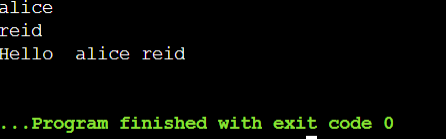 alice
reid
Hello  alice reid
...Program finished with exit code 0